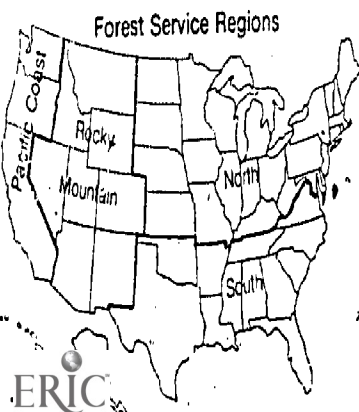 Forest Service Regions
Pacific Coast
Rocky
Mountain
North
South
ERIC